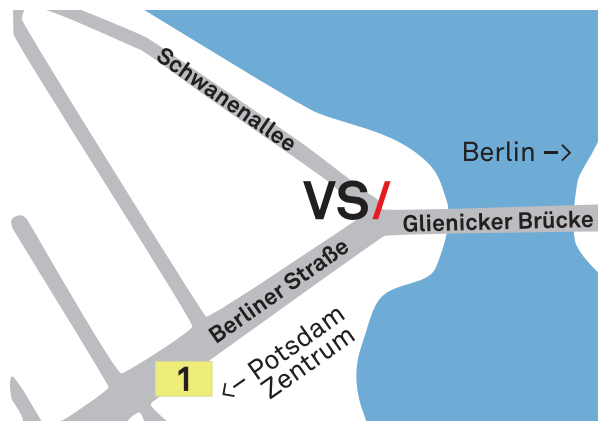 Schwanenallee
Berlin –>
VS/
Glienicker Brücke
Berliner Straße
<– Potsdam
Zentrum
1